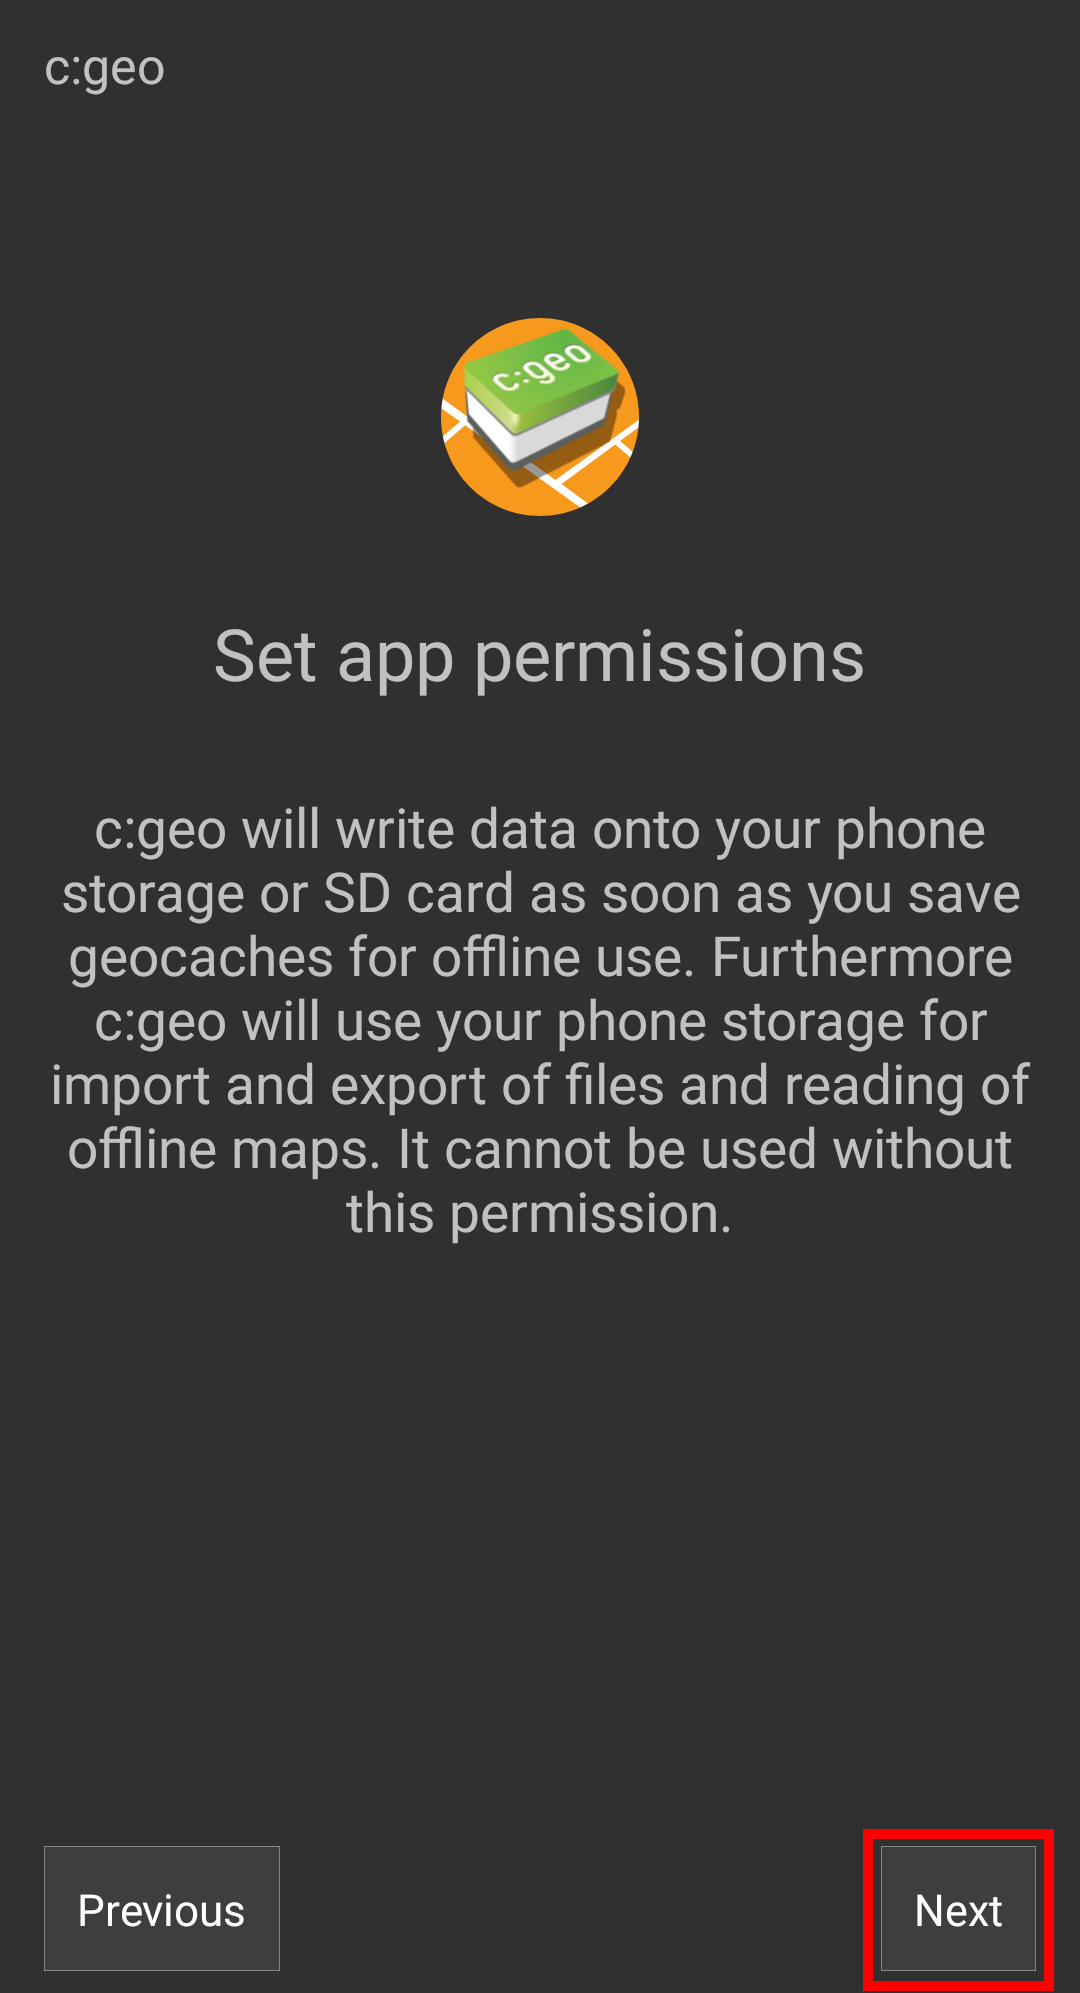 c:geo
c:geo
Set app permissions
c:geo will write data onto your phone
storage or SD card as soon as you save
geocaches for offline use. Furthermore
c:geo will use your phone storage for
import and export of files and reading of
offline maps. It cannot be used without
this permission.
Previous
Next